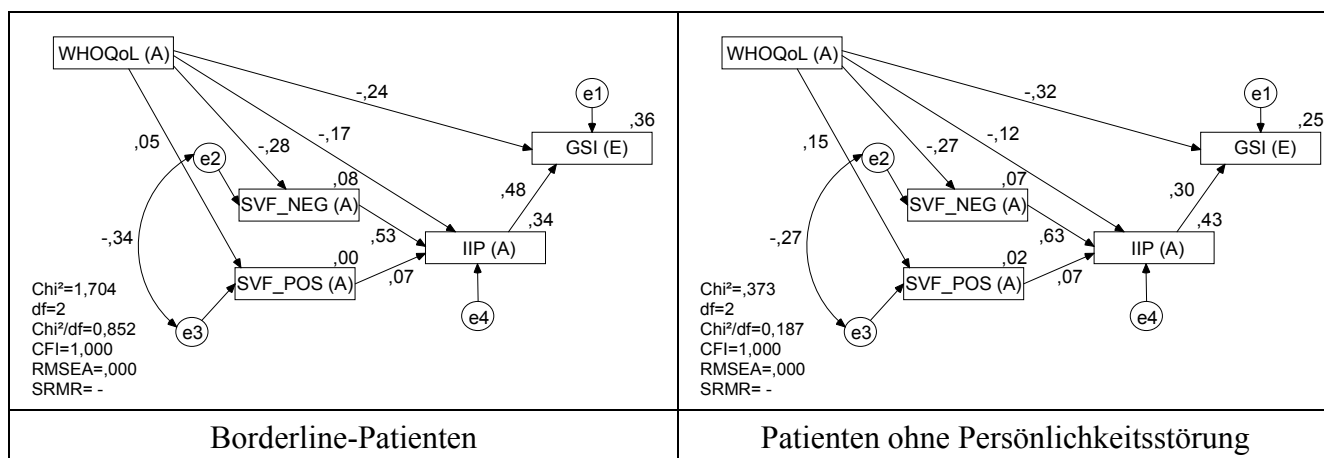 WHOQoL (A)
-,24
e1
,36
GSI (E)
,05
-,28
-,17
e2
,08
SVF_NEG (A)
,48
,34
,53
IIP (A)
-,34
,00
SVF_POS (A)
,07
e3
e4
Chi²=1,704
df=2
Chi²/df=0,852
CFI=1,000
RMSEA=,000
SRMR= -
Borderline-Patienten
WHOQoL (A)
-,32
e1
,25
GSI (E)
,15
-,27
-,12
e2
,07
SVF_NEG (A)
,30
,43
,63
IIP (A)
-,27
,02
SVF_POS (A)
,07
e3
e4
Chi²=,373
df=2
Chi²/df=0,187
CFI=1,000
RMSEA=,000
SRMR= -
Patienten ohne Persönlichkeitsstörung